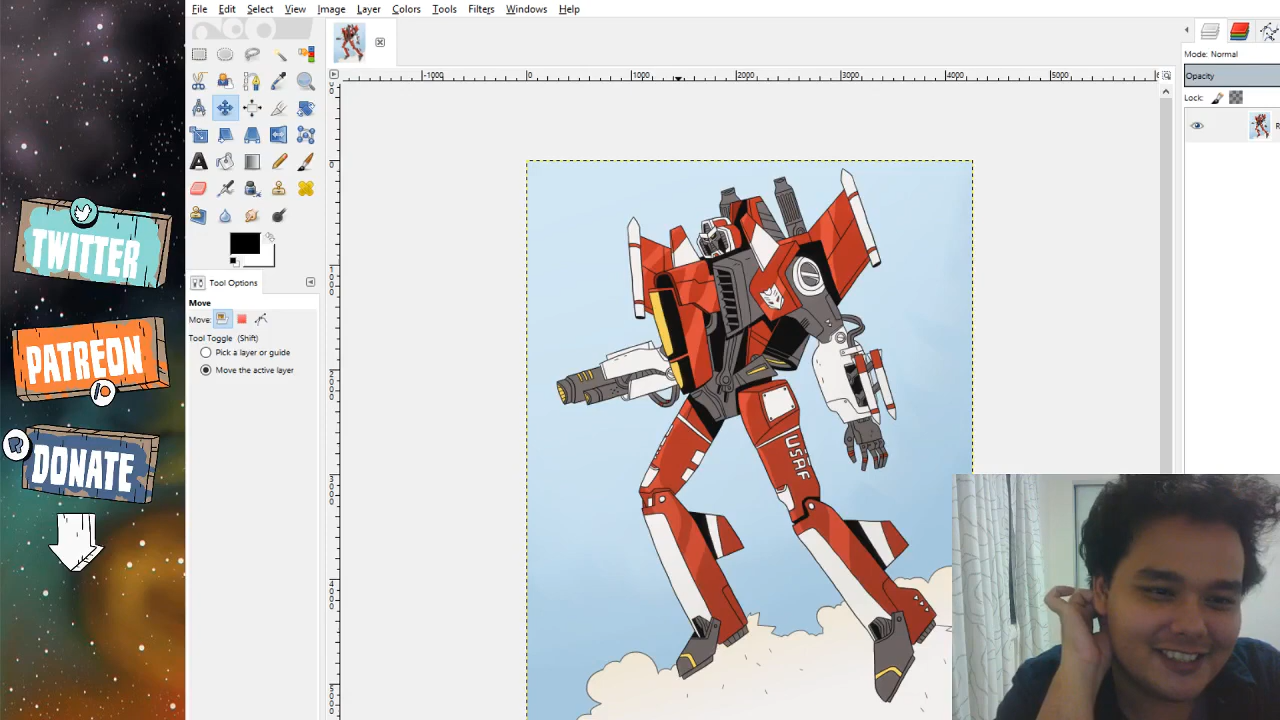 File Edit Select View Image Layer Colors Tools Filters Windows Help
-1000 0 1000 2000 3000 4000 5000
Mode: Normal
Opacity
Lock:
TWITTER
PATREON
DONATE
Tool Options
Move
Move:
Tool Toggle (Shift)
Pick a layer or guide
Move the active layer
USAF